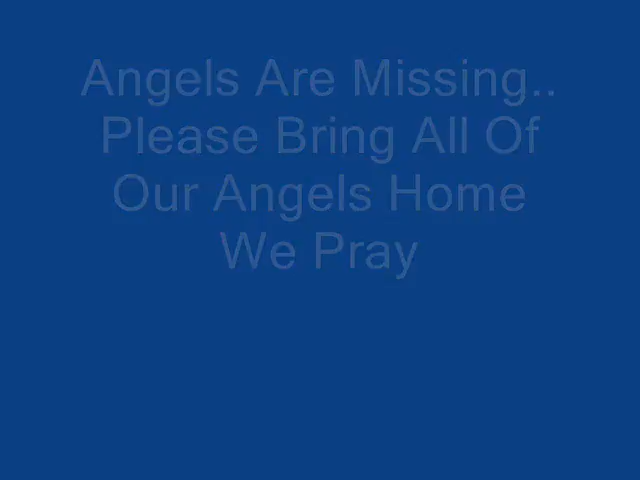 Angels Are Missing..
Please Bring All Of
Our Angels Home
We Pray